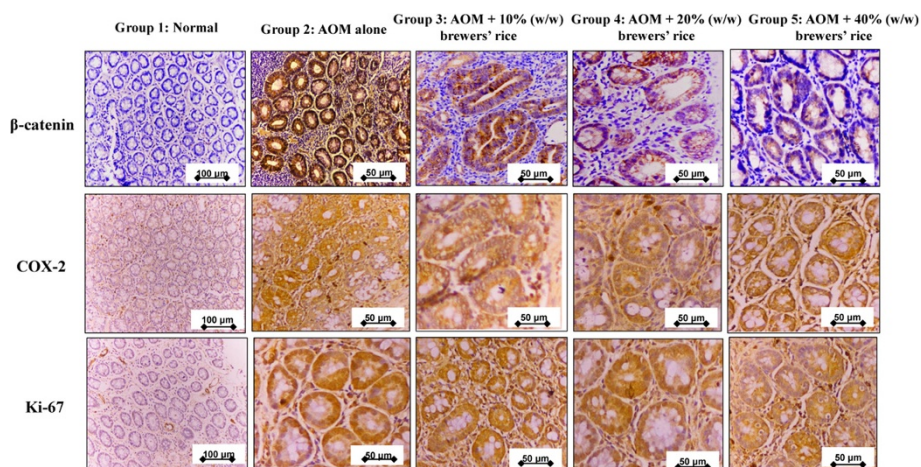 Group 1: Normal
Group 2: AOM alone
Group 3: AOM + 10% (w/w)
brewers’ rice
Group 4: AOM + 20% (w/w)
brewers’ rice
Group 5: AOM + 40% (w/w)
brewers’ rice
β-catenin
100 µm
50 µm
50 µm
50 µm
50 µm
COX-2
100 µm
50 µm
50 µm
50 µm
50 µm
Ki-67
100 µm
50 µm
50 µm
50 µm
50 µm